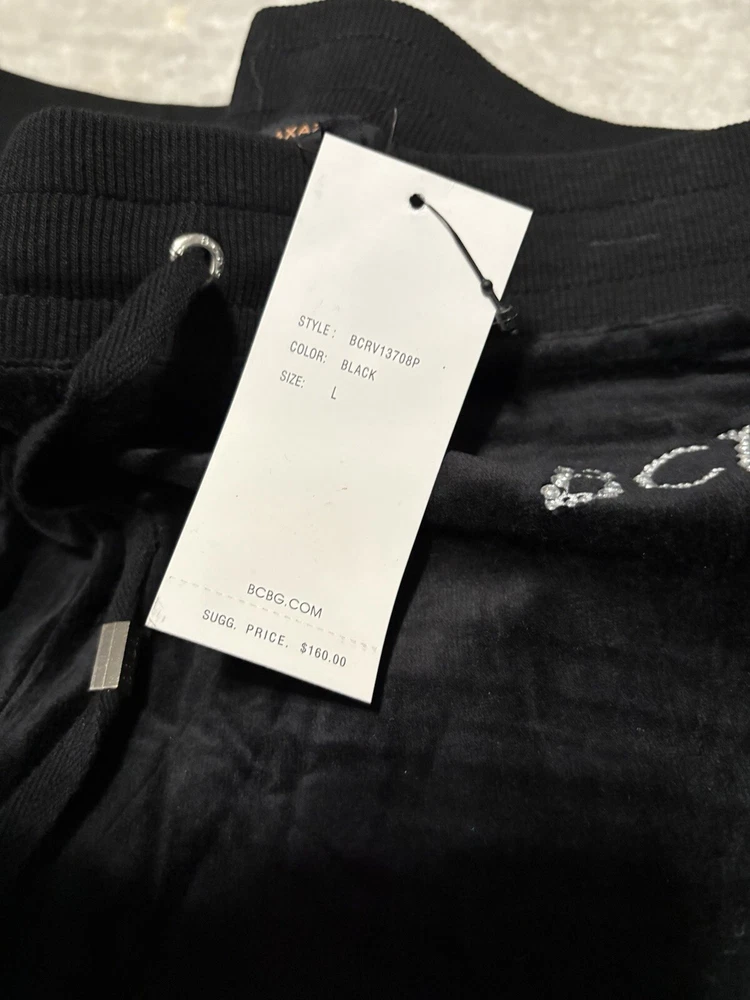 STYLE: BCRV13708P
COLOR: BLACK
SIZE: L
BCBG.COM
SUGG. PRICE. $160.00